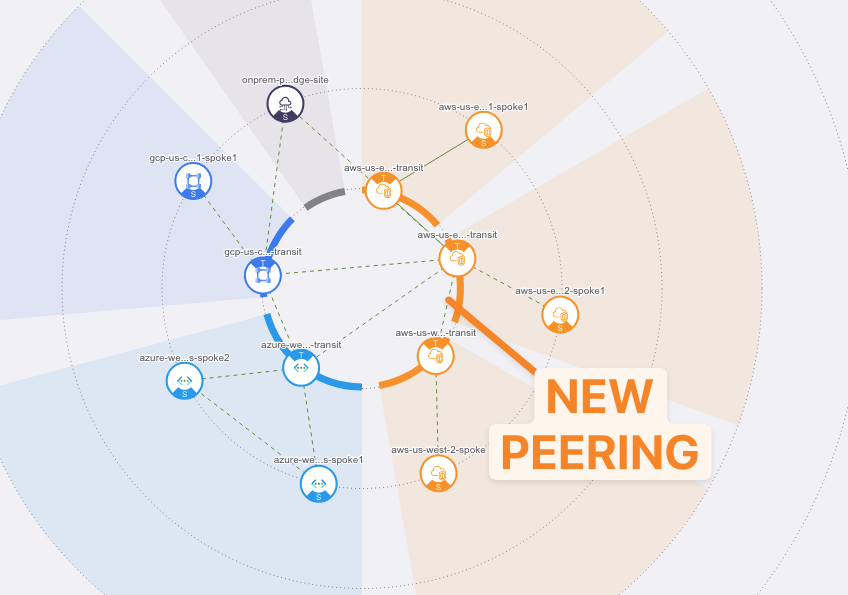 onprem-p...dge-site
aws-us-e...1-spoke1
gcp-us-c...1-spoke1
aws-us-e...-transit
aws-us-e...-transit
gcp-us-c...-transit
aws-us-e...2-spoke1
aws-us-w...-transit
azure-we...-transit
azure-we...s-spoke2
aws-us-west-2-spoke
azure-we...s-spoke1
S
S
S
T
T
T
S
T
T
S
S
S
NEW
PEERING